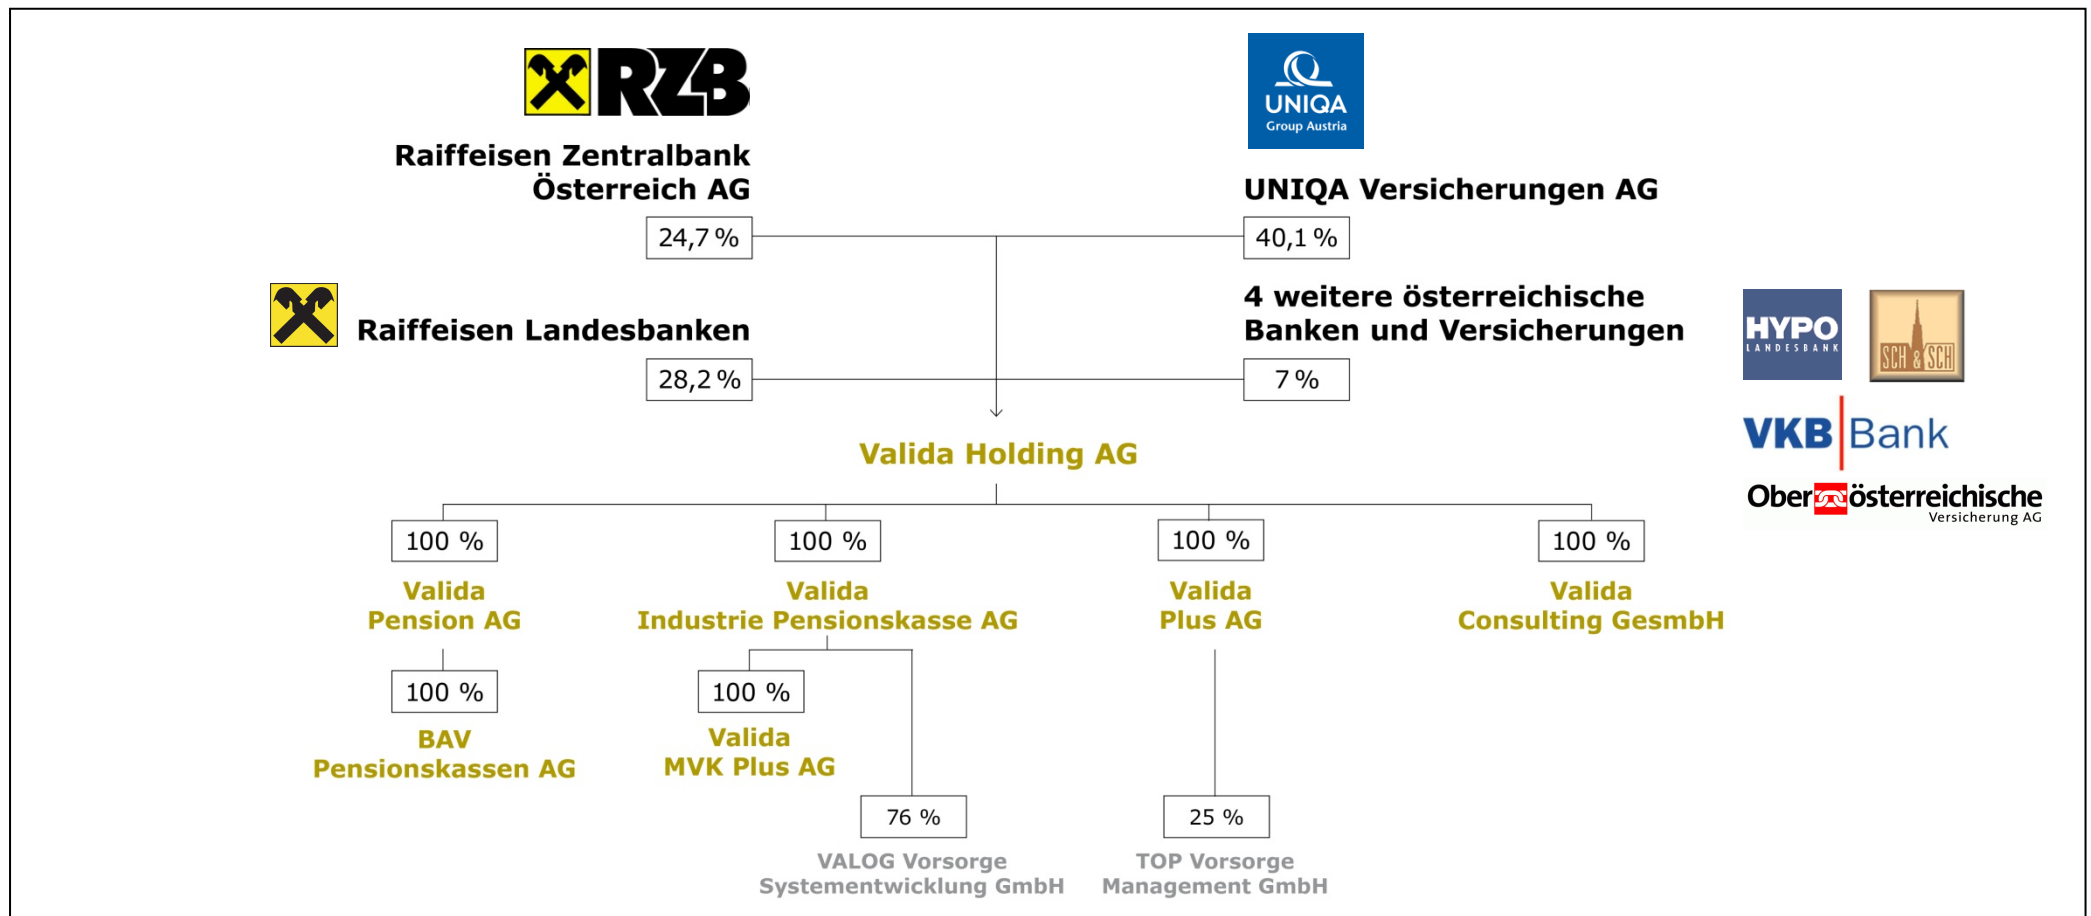 RZB
Raiffeisen Zentralbank
Österreich AG
24,7 %
UNIQA
Group Austria
UNIQA Versicherungen AG
40,1 %
Raiffeisen Landesbanken
28,2 %
4 weitere österreichische
Banken und Versicherungen
7 %
HYPO
LANDESBANK
SCH & SCH
VKB Bank
Oberösterreichische
Versicherung AG
Valida Holding AG
100 %
100 %
100 %
100 %
Valida
Pension AG
Valida
Industrie Pensionskasse AG
Valida
Plus AG
Valida
Consulting GesmbH
100 %
BAV
Pensionskassen AG
100 %
Valida
MVK Plus AG
76 %
VALOG Vorsorge
Systementwicklung GmbH
25 %
TOP Vorsorge
Management GmbH